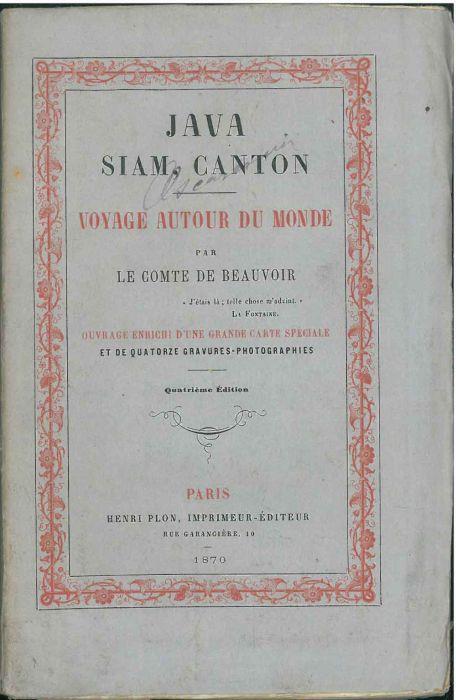 JAVA
SIAM, CANTON
VOYAGE AUTOUR DU MONDE
PAR
LE COMTE DE BEAUVOIR
« J'étais là ; telle chose m'advint. »
LA FONTAINE.
OUVRAGE ENRICHI D'UNE GRANDE CARTE SPÉCIALE
ET DE QUATORZE GRAVURES-PHOTOGRAPHIES
Quatrième Édition
PARIS
HENRI PLON, IMPRIMEUR-ÉDITEUR
RUE GARANCIÈRE, 10
1870